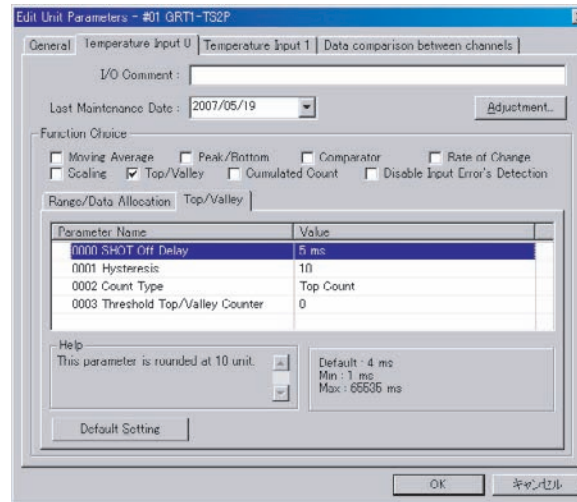 Edit Unit Parameters - #01 GRT1-TS2P
General Temperature Input 0 Temperature Input 1 Data comparison between channels
I/O Comment :
Last Maintenance Date : 2007/05/19 Adjustment...
Function Choice
Moving Average Peak/Bottom Comparator Rate of Change
Scaling Top/Valley Cumulated Count Disable Input Error's Detection
Range/Data Allocation Top/Valley
Parameter Name Value
0000 SHOT Off Delay 5 ms
0001 Hysteresis 10
0002 Count Type Top Count
0003 Threshold Top/Valley Counter 0
Help
This parameter is rounded at 10 unit.
Default : 4 ms
Min : 1 ms
Max : 65535 ms
Default Setting
OK キャンセル